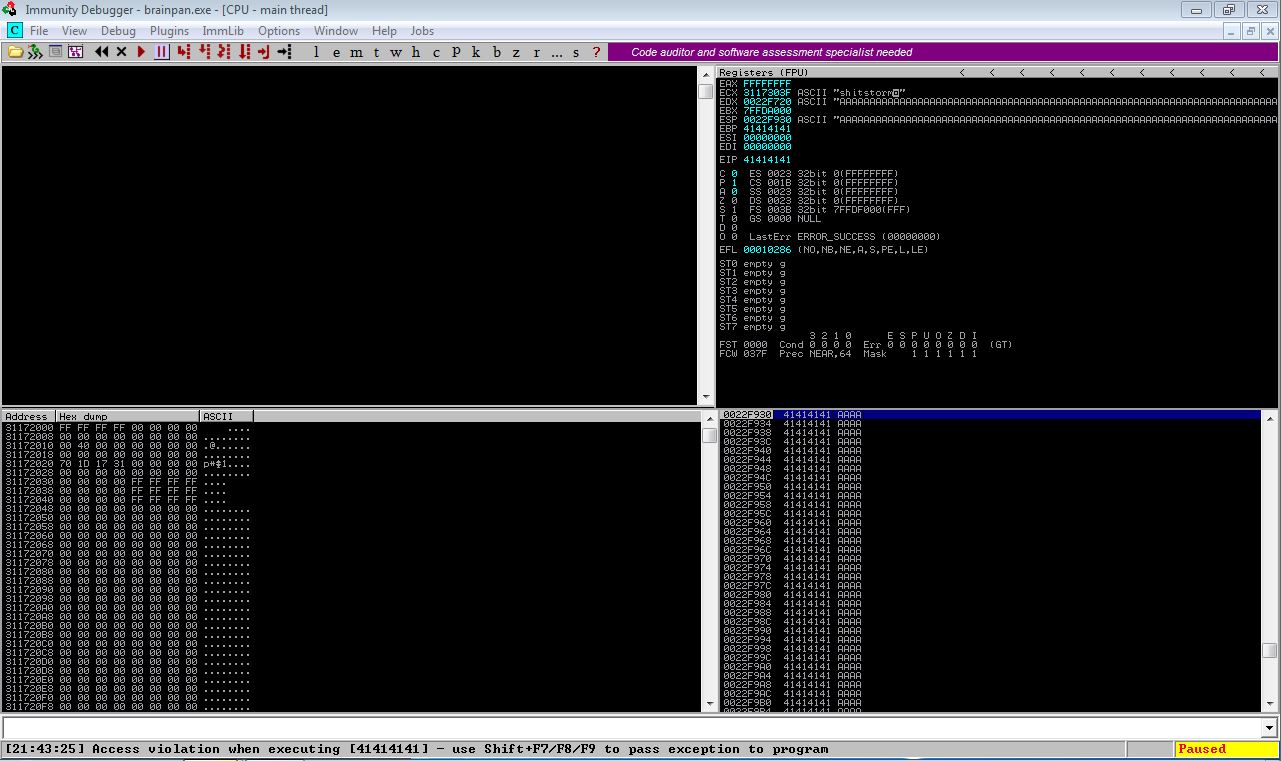 Immunity Debugger - brainpan.exe - [CPU - main thread]
C File View Debug Plugins ImmLib Options Window Help Jobs
l e m t w h c P k b z r ... s ? Code auditor and software assessment specialist needed
Registers (FPU) < < < < < < < < < < <
EAX FFFFFFFF
ECX 3117303F ASCII "shitstorm"
EDX 0022F720 ASCII "AAAAAAAAAAAAAAAAAAAAAAAAAAAAAAAAAAAAAAAAAAAAAAAAAAAAAAAAAAAAAAAAAAAAAAAAAA
EBX 7FFDA000
ESP 0022F930 ASCII "AAAAAAAAAAAAAAAAAAAAAAAAAAAAAAAAAAAAAAAAAAAAAAAAAAAAAAAAAAAAAAAAAAAAAAAAAA
EBP 41414141
ESI 00000000
EDI 00000000
EIP 41414141
C 0 ES 0023 32bit 0(FFFFFFFF)
P 1 CS 001B 32bit 0(FFFFFFFF)
A 0 SS 0023 32bit 0(FFFFFFFF)
Z 0 DS 0023 32bit 0(FFFFFFFF)
S 1 FS 003B 32bit 7FFDF000(FFF)
T 0 GS 0000 NULL
D 0
O 0 LastErr ERROR_SUCCESS (00000000)
EFL 00010286 (NO,NB,NE,A,S,PE,L,LE)
ST0 empty g
ST1 empty g
ST2 empty g
ST3 empty g
ST4 empty g
ST5 empty g
ST6 empty g
ST7 empty g
3 2 1 0 E S P U O Z D I
FST 0000 Cond 0 0 0 0 Err 0 0 0 0 0 0 0 0 (GT)
FCW 037F Prec NEAR,64 Mask 1 1 1 1 1 1
Address Hex dump ASCII
31172000 FF FF FF FF 00 00 00 00 ....
31172008 00 00 00 00 00 00 00 00 ........
31172010 00 40 00 00 00 00 00 00 .@......
31172018 00 00 00 00 00 00 00 00 ........
31172020 70 1D 17 31 00 00 00 00 p#$1....
31172028 00 00 00 00 00 00 00 00 ........
31172030 00 00 00 00 FF FF FF FF ....
31172038 00 00 00 00 FF FF FF FF ....
31172040 00 00 00 00 FF FF FF FF ....
31172048 00 00 00 00 00 00 00 00 ........
31172050 00 00 00 00 00 00 00 00 ........
31172058 00 00 00 00 00 00 00 00 ........
31172060 00 00 00 00 00 00 00 00 ........
31172068 00 00 00 00 00 00 00 00 ........
31172070 00 00 00 00 00 00 00 00 ........
31172078 00 00 00 00 00 00 00 00 ........
31172080 00 00 00 00 00 00 00 00 ........
31172088 00 00 00 00 00 00 00 00 ........
31172090 00 00 00 00 00 00 00 00 ........
31172098 00 00 00 00 00 00 00 00 ........
311720A0 00 00 00 00 00 00 00 00 ........
311720A8 00 00 00 00 00 00 00 00 ........
311720B0 00 00 00 00 00 00 00 00 ........
311720B8 00 00 00 00 00 00 00 00 ........
311720C0 00 00 00 00 00 00 00 00 ........
311720C8 00 00 00 00 00 00 00 00 ........
311720D0 00 00 00 00 00 00 00 00 ........
311720D8 00 00 00 00 00 00 00 00 ........
311720E0 00 00 00 00 00 00 00 00 ........
311720E8 00 00 00 00 00 00 00 00 ........
311720F0 00 00 00 00 00 00 00 00 ........
311720F8 00 00 00 00 00 00 00 00 ........
0022F930 41414141 AAAA
0022F934 41414141 AAAA
0022F938 41414141 AAAA
0022F93C 41414141 AAAA
0022F940 41414141 AAAA
0022F944 41414141 AAAA
0022F948 41414141 AAAA
0022F94C 41414141 AAAA
0022F950 41414141 AAAA
0022F954 41414141 AAAA
0022F958 41414141 AAAA
0022F95C 41414141 AAAA
0022F960 41414141 AAAA
0022F964 41414141 AAAA
0022F968 41414141 AAAA
0022F96C 41414141 AAAA
0022F970 41414141 AAAA
0022F974 41414141 AAAA
0022F978 41414141 AAAA
0022F97C 41414141 AAAA
0022F980 41414141 AAAA
0022F984 41414141 AAAA
0022F988 41414141 AAAA
0022F98C 41414141 AAAA
0022F990 41414141 AAAA
0022F994 41414141 AAAA
0022F998 41414141 AAAA
0022F99C 41414141 AAAA
0022F9A0 41414141 AAAA
0022F9A4 41414141 AAAA
0022F9A8 41414141 AAAA
0022F9AC 41414141 AAAA
0022F9B0 41414141 AAAA
0022F9B4 41414141 AAAA
[21:43:25] Access violation when executing [41414141] - use Shift+F7/F8/F9 to pass exception to program
Paused